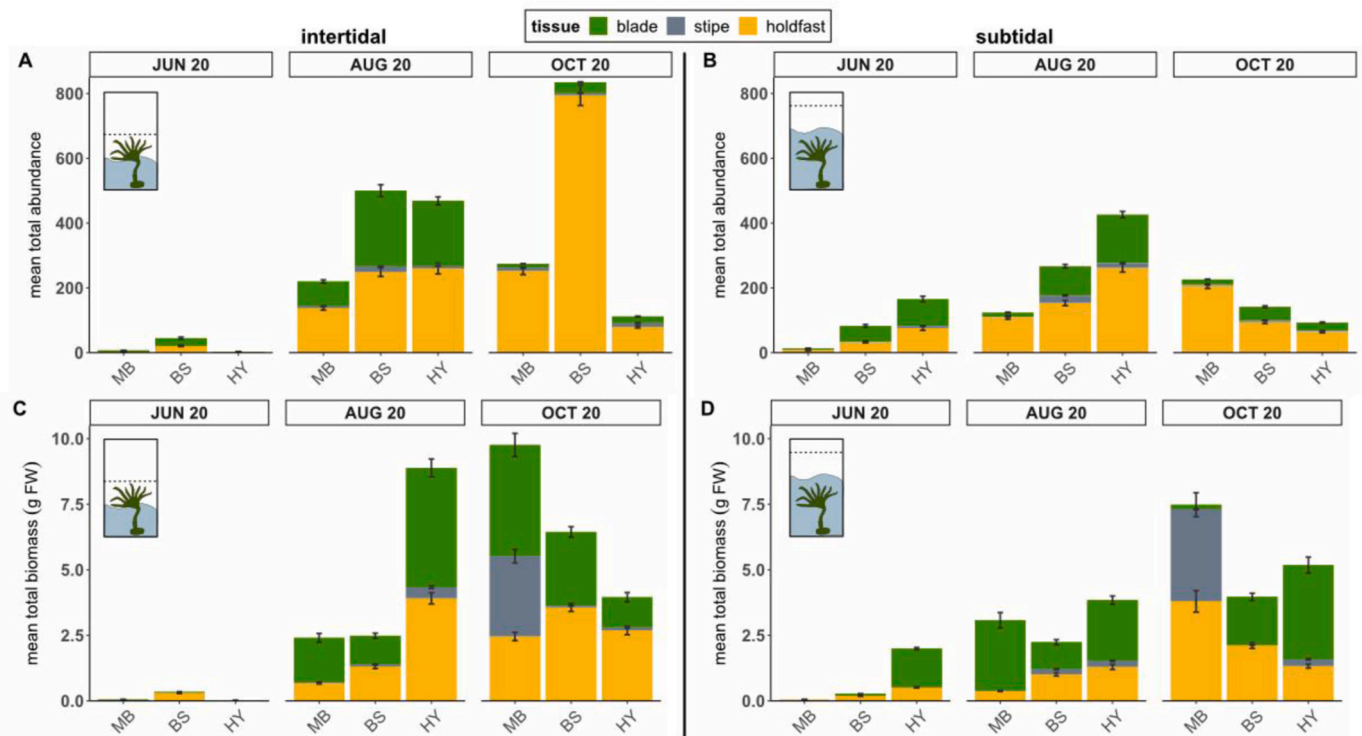 tissue blade stipe holdfast
intertidal subtidal
A JUN 20 AUG 20 OCT 20 B JUN 20 AUG 20 OCT 20
mean total abundance
800
600
400
200
0
MB BS HY MB BS HY MB BS HY
mean total abundance
800
600
400
200
0
MB BS HY MB BS HY MB BS HY
C JUN 20 AUG 20 OCT 20 D JUN 20 AUG 20 OCT 20
mean total biomass (g FW)
10.0
7.5
5.0
2.5
0.0
MB BS HY MB BS HY MB BS HY
mean total biomass (g FW)
10.0
7.5
5.0
2.5
0.0
MB BS HY MB BS HY MB BS HY